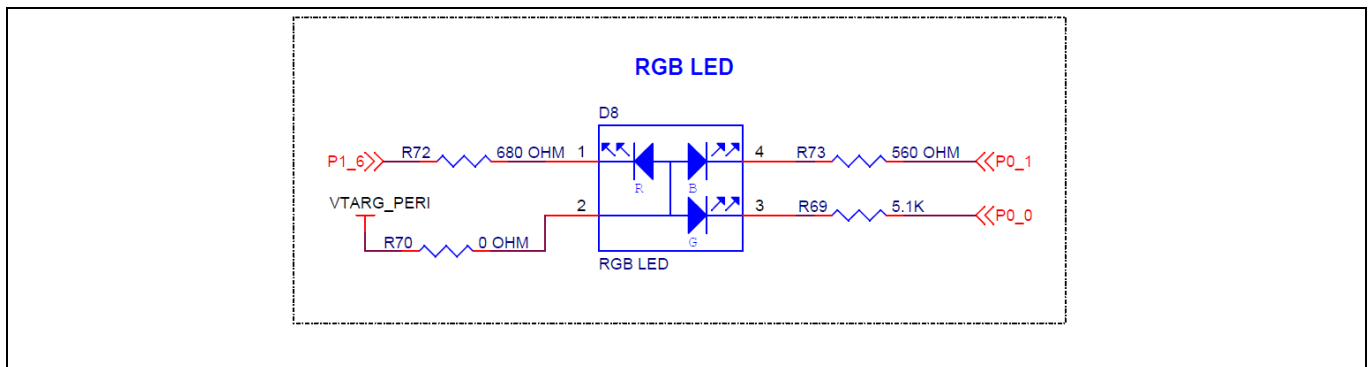 RGB LED
D8
P1_6 R72 680 OHM 1 4 R73 560 OHM P0_1
R B
VTARG_PERI 2 3 R69 5.1K P0_0
R70 0 OHM G
RGB LED